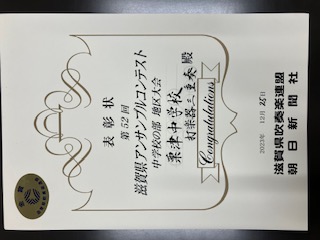 表彰状
第52回
滋賀県アンサンブルコンテスト
中学校の部 地区大会
粟津中学校
打楽器三重奏 殿
Congratulations
2023年 12月 25日
滋賀県吹奏楽連盟
朝日新聞社